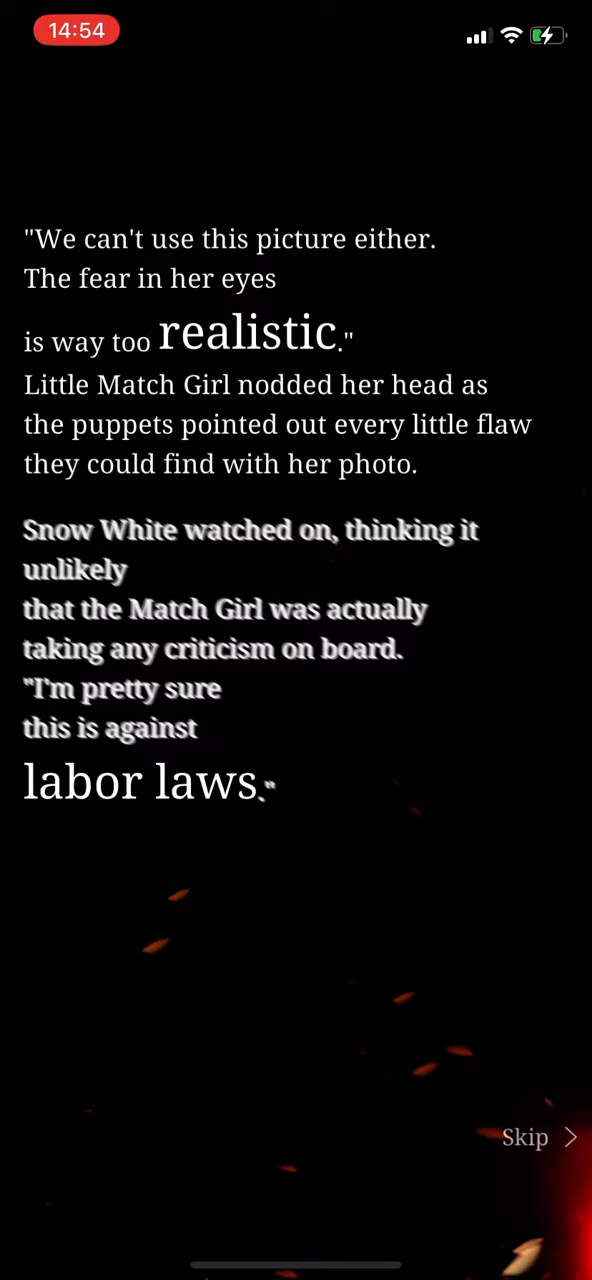 14:54
"We can't use this picture either.
The fear in her eyes
is way too realistic."
Little Match Girl nodded her head as
the puppets pointed out every little flaw
they could find with her photo.
Snow White watched on, thinking it
unlikely
that the Match Girl was actually
taking any criticism on board.
"I'm pretty sure
this is against
labor laws."
Skip